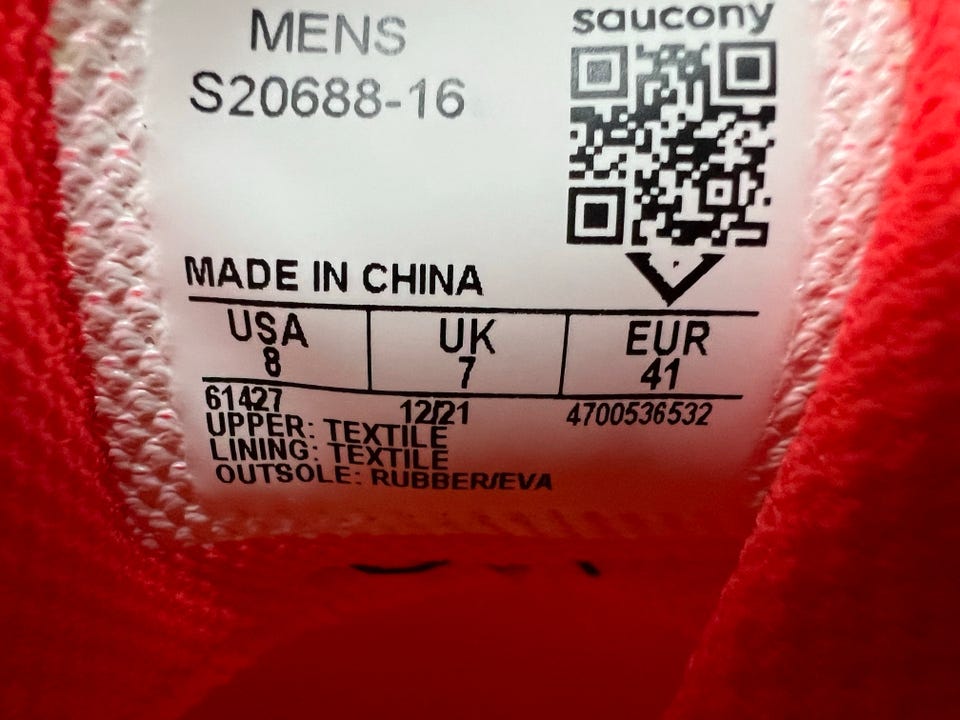 MENS
S20688-16
saucony
MADE IN CHINA
USA UK EUR
8 7 41
61427 12/21 4700536532
UPPER: TEXTILE
LINING: TEXTILE
OUTSOLE: RUBBER/EVA